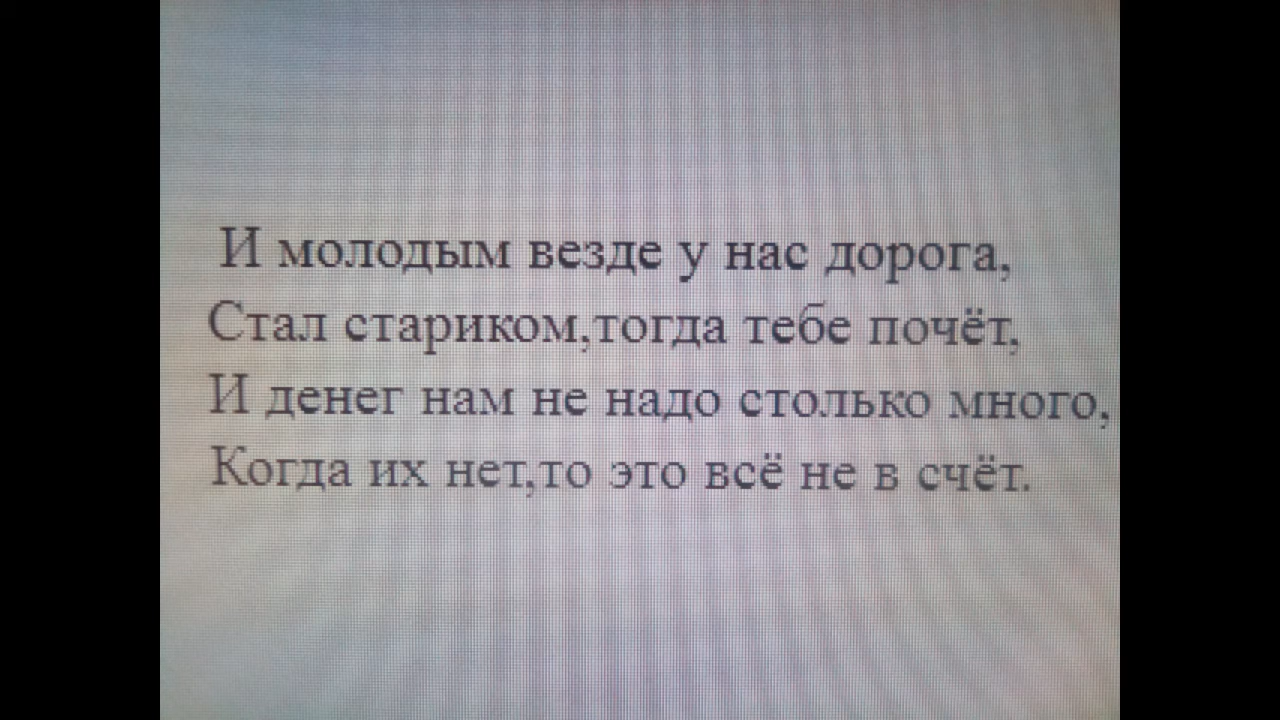 И молодым везде у нас дорога,
Стал стариком,тогда тебе почёт,
И денег нам не надо столько много,
Когда их нет,то это всё не в счёт.